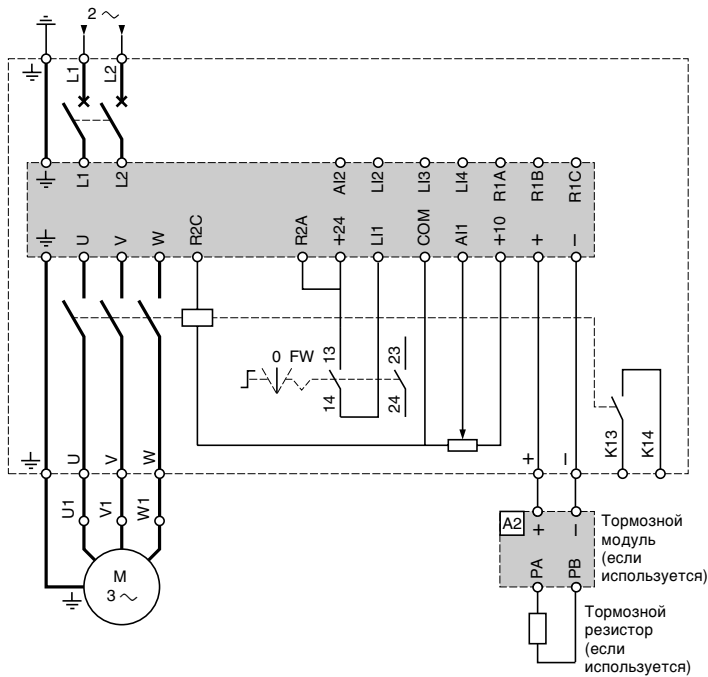 2 ~
L1 L2
L1 L2 AI2 LI2 LI3 LI4 R1A R1B R1C
U V W R2C R2A +24 LI1 COM AI1 +10 + –
0 FW 13 23
14 24
K13 K14
U V W + –
U1 V1 W1
A2 + –
Тормозной
модуль
(если
используется)
PA PB
M
3 ~
Тормозной
резистор
(если
используется)